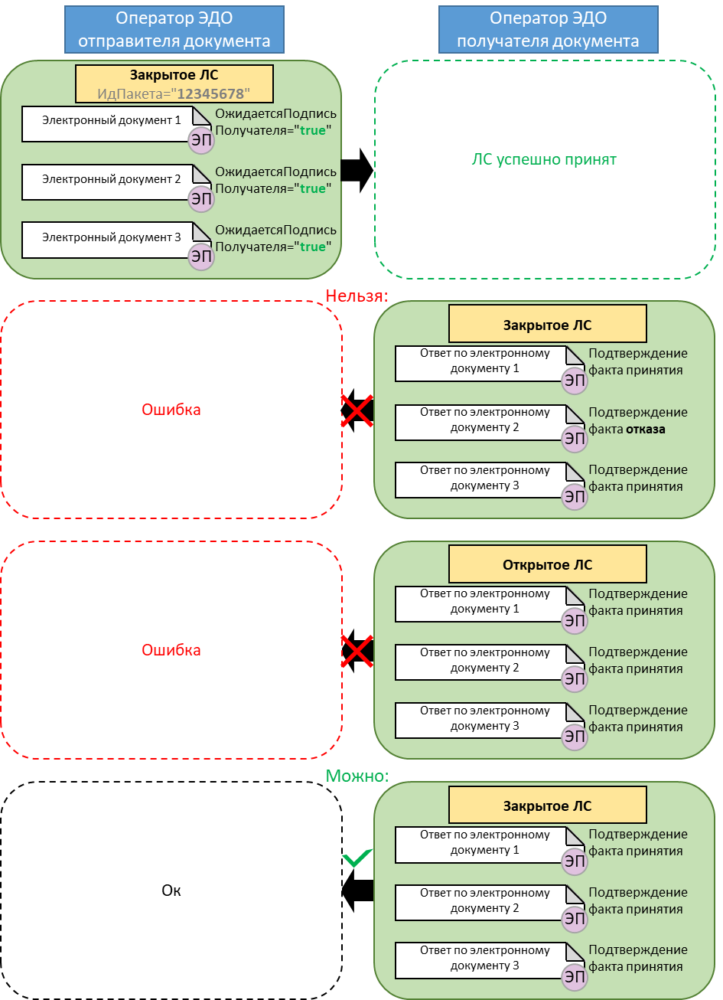 Оператор ЭДО
отправителя документа
Оператор ЭДО
получателя документа
Закрытое ЛС
ИдПакета="12345678"
Электронный документ 1
ЭП
ОжидаетсяПодпись
Получателя="true"
Электронный документ 2
ЭП
ОжидаетсяПодпись
Получателя="true"
Электронный документ 3
ЭП
ОжидаетсяПодпись
Получателя="true"
ЛС успешно принят
Нельзя:
Ошибка
Закрытое ЛС
Ответ по электронному
документу 1
ЭП
Подтверждение
факта принятия
Ответ по электронному
документу 2
ЭП
Подтверждение
факта отказа
Ответ по электронному
документу 3
ЭП
Подтверждение
факта принятия
Ошибка
Открытое ЛС
Ответ по электронному
документу 1
ЭП
Подтверждение
факта принятия
Ответ по электронному
документу 2
ЭП
Подтверждение
факта принятия
Ответ по электронному
документу 3
ЭП
Подтверждение
факта принятия
Можно:
Ок
Закрытое ЛС
Ответ по электронному
документу 1
ЭП
Подтверждение
факта принятия
Ответ по электронному
документу 2
ЭП
Подтверждение
факта принятия
Ответ по электронному
документу 3
ЭП
Подтверждение
факта принятия